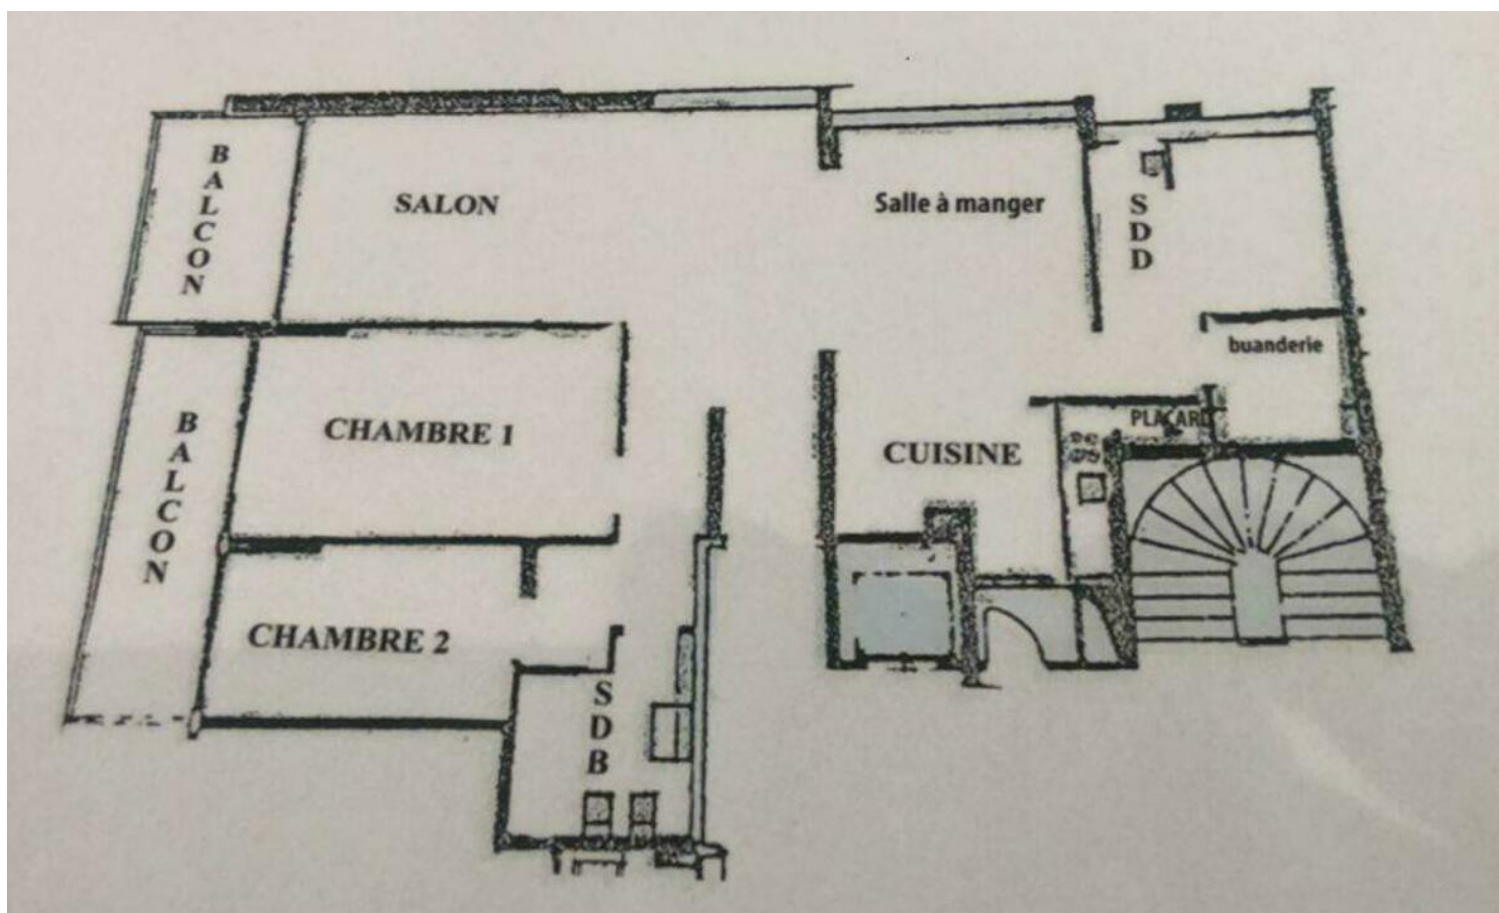 BALCON
SALON
Salle à manger
SDD
buanderie
PLACARD
CHAMBRE 1
BALCON
CUISINE
CHAMBRE 2
SDB